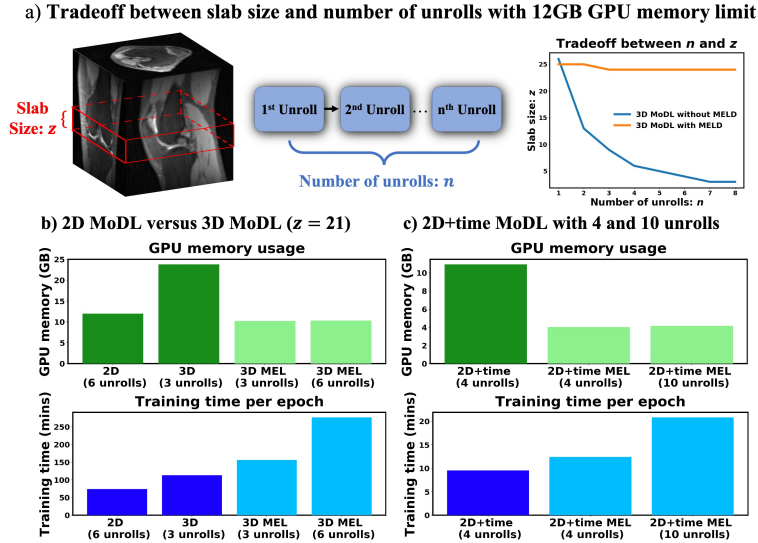 a) Tradeoff between slab size and number of unrolls with 12GB GPU memory limit
Slab
Size: z
1st Unroll
2nd Unroll
...
nth Unroll
Number of unrolls: n
Tradeoff between n and z
Slab size: z
25
20
15
10
5
3D MoDL without MELD
3D MoDL with MELD
1 2 3 4 5 6 7 8
Number of unrolls: n
b) 2D MoDL versus 3D MoDL (z = 21)
GPU memory usage
GPU memory (GB)
25
20
15
10
5
0
2D
(6 unrolls)
3D
(3 unrolls)
3D MEL
(3 unrolls)
3D MEL
(6 unrolls)
Training time per epoch
Training time (mins)
250
200
150
100
50
0
2D
(6 unrolls)
3D
(3 unrolls)
3D MEL
(3 unrolls)
3D MEL
(6 unrolls)
c) 2D+time MoDL with 4 and 10 unrolls
GPU memory usage
GPU memory (GB)
10
8
6
4
2
0
2D+time
(4 unrolls)
2D+time MEL
(4 unrolls)
2D+time MEL
(10 unrolls)
Training time per epoch
Training time (mins)
20
15
10
5
0
2D+time
(4 unrolls)
2D+time MEL
(4 unrolls)
2D+time MEL
(10 unrolls)